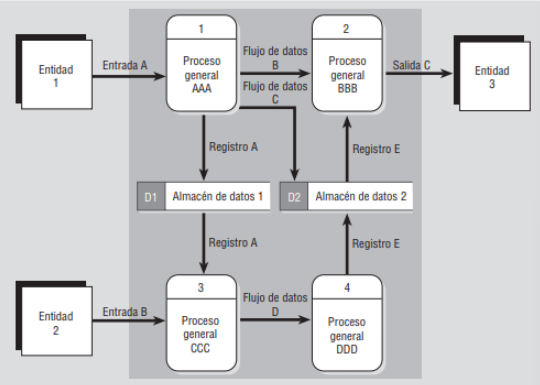 1
2
Entidad
1
Entrada A
Proceso
general
AAA
Flujo de datos
B
Flujo de datos
C
Proceso
general
BBB
Salida C
Entidad
3
Registro A
Registro E
D1
Almacén de datos 1
D2
Almacén de datos 2
Registro A
Registro E
3
4
Entidad
2
Entrada B
Proceso
general
CCC
Flujo de datos
D
Proceso
general
DDD